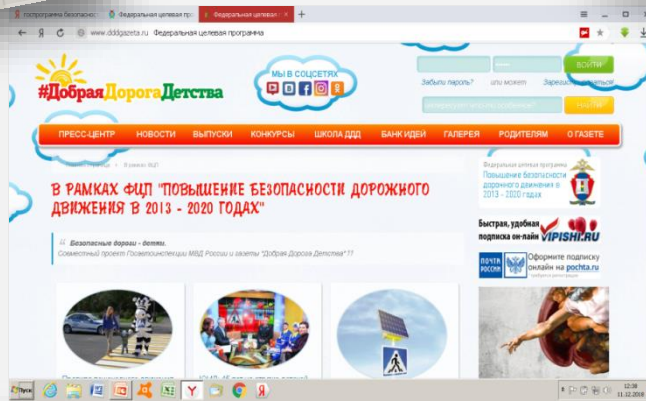 госпрограмма безопаснос
Федеральная целевая про
Федеральная целевая
www.dddgazeta.ru Федеральная целевая программа
#ДобраяДорогаДетства
МЫ В СОЦСЕТЯХ
ВОЙТИ
Забыли пароль? или может
НАЙТИ
ПРЕСС-ЦЕНТР НОВОСТИ ВЫПУСКИ КОНКУРСЫ ШКОЛА ДДД БАНК ИДЕЙ ГАЛЕРЕЯ РОДИТЕЛЯМ О ГАЗЕТЕ
В РАМКАХ ФЦП "ПОВЫШЕНИЕ БЕЗОПАСНОСТИ ДОРОЖНОГО
ДВИЖЕНИЯ В 2013 - 2020 ГОДАХ"
Безопасные дороги - детям.
Совместный проект Госавтоинспекции МВД России и газеты "Добрая Дорога Детства"??
Федеральная целевая программа
Повышение безопасности
дорожного движения в
2013 - 2020 годах
Быстрая, удобная
подписка он-лайн VIPISHI.RU
ПОЧТА
РОССИИ
Оформите подписку
онлайн на pochta.ru
Пуск
12:38
11.12.2018